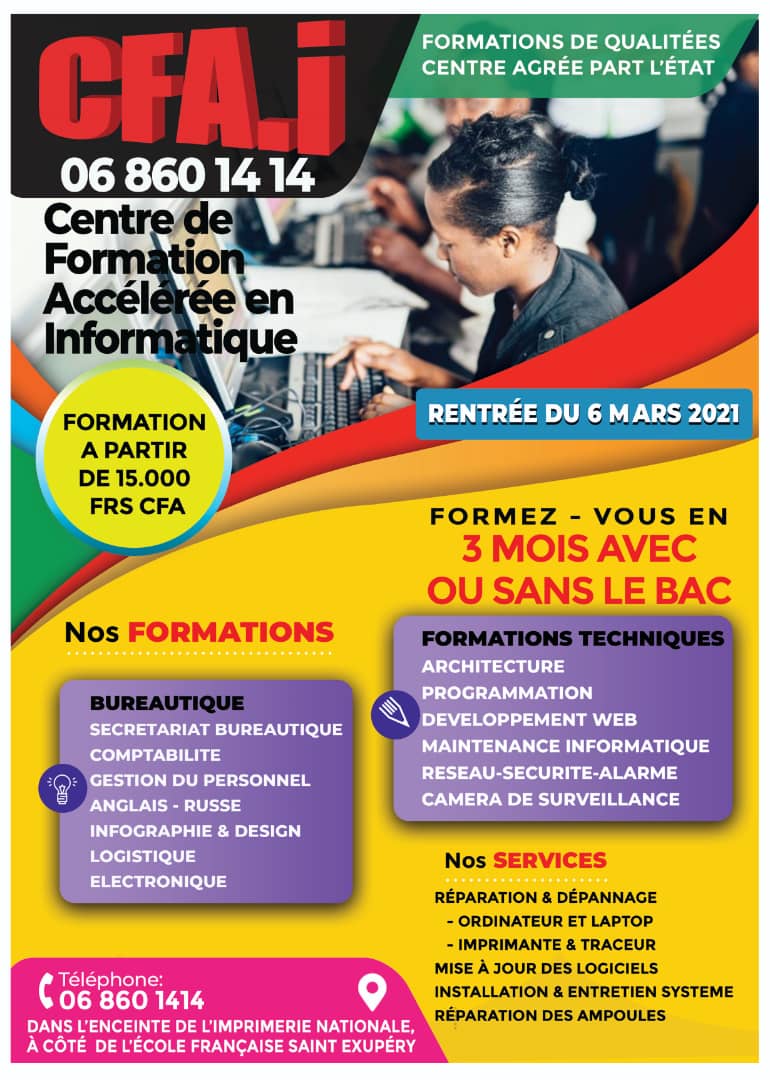 CFA.i
06 860 14 14
FORMATIONS DE QUALITÉES
CENTRE AGRÉE PART L'ÉTAT
Centre de
Formation
Accélérée en
Informatique
FORMATION
A PARTIR
DE 15.000
FRS CFA
RENTRÉE DU 6 MARS 2021
FORMEZ - VOUS EN
3 MOIS AVEC
OU SANS LE BAC
Nos FORMATIONS
BUREAUTIQUE
SECRETARIAT BUREAUTIQUE
COMPTABILITE
GESTION DU PERSONNEL
ANGLAIS - RUSSE
INFOGRAPHIE & DESIGN
LOGISTIQUE
ELECTRONIQUE
FORMATIONS TECHNIQUES
ARCHITECTURE
PROGRAMMATION
DEVELOPPEMENT WEB
MAINTENANCE INFORMATIQUE
RESEAU-SECURITE-ALARME
CAMERA DE SURVEILLANCE
Nos SERVICES
RÉPARATION & DÉPANNAGE
- ORDINATEUR ET LAPTOP
- IMPRIMANTE & TRACEUR
MISE À JOUR DES LOGICIELS
INSTALLATION & ENTRETIEN SYSTEME
RÉPARATION DES AMPOULES
Téléphone:
06 860 1414
DANS L'ENCEINTE DE L'IMPRIMERIE NATIONALE,
À CÔTÉ DE L'ÉCOLE FRANÇAISE SAINT EXUPÉRY